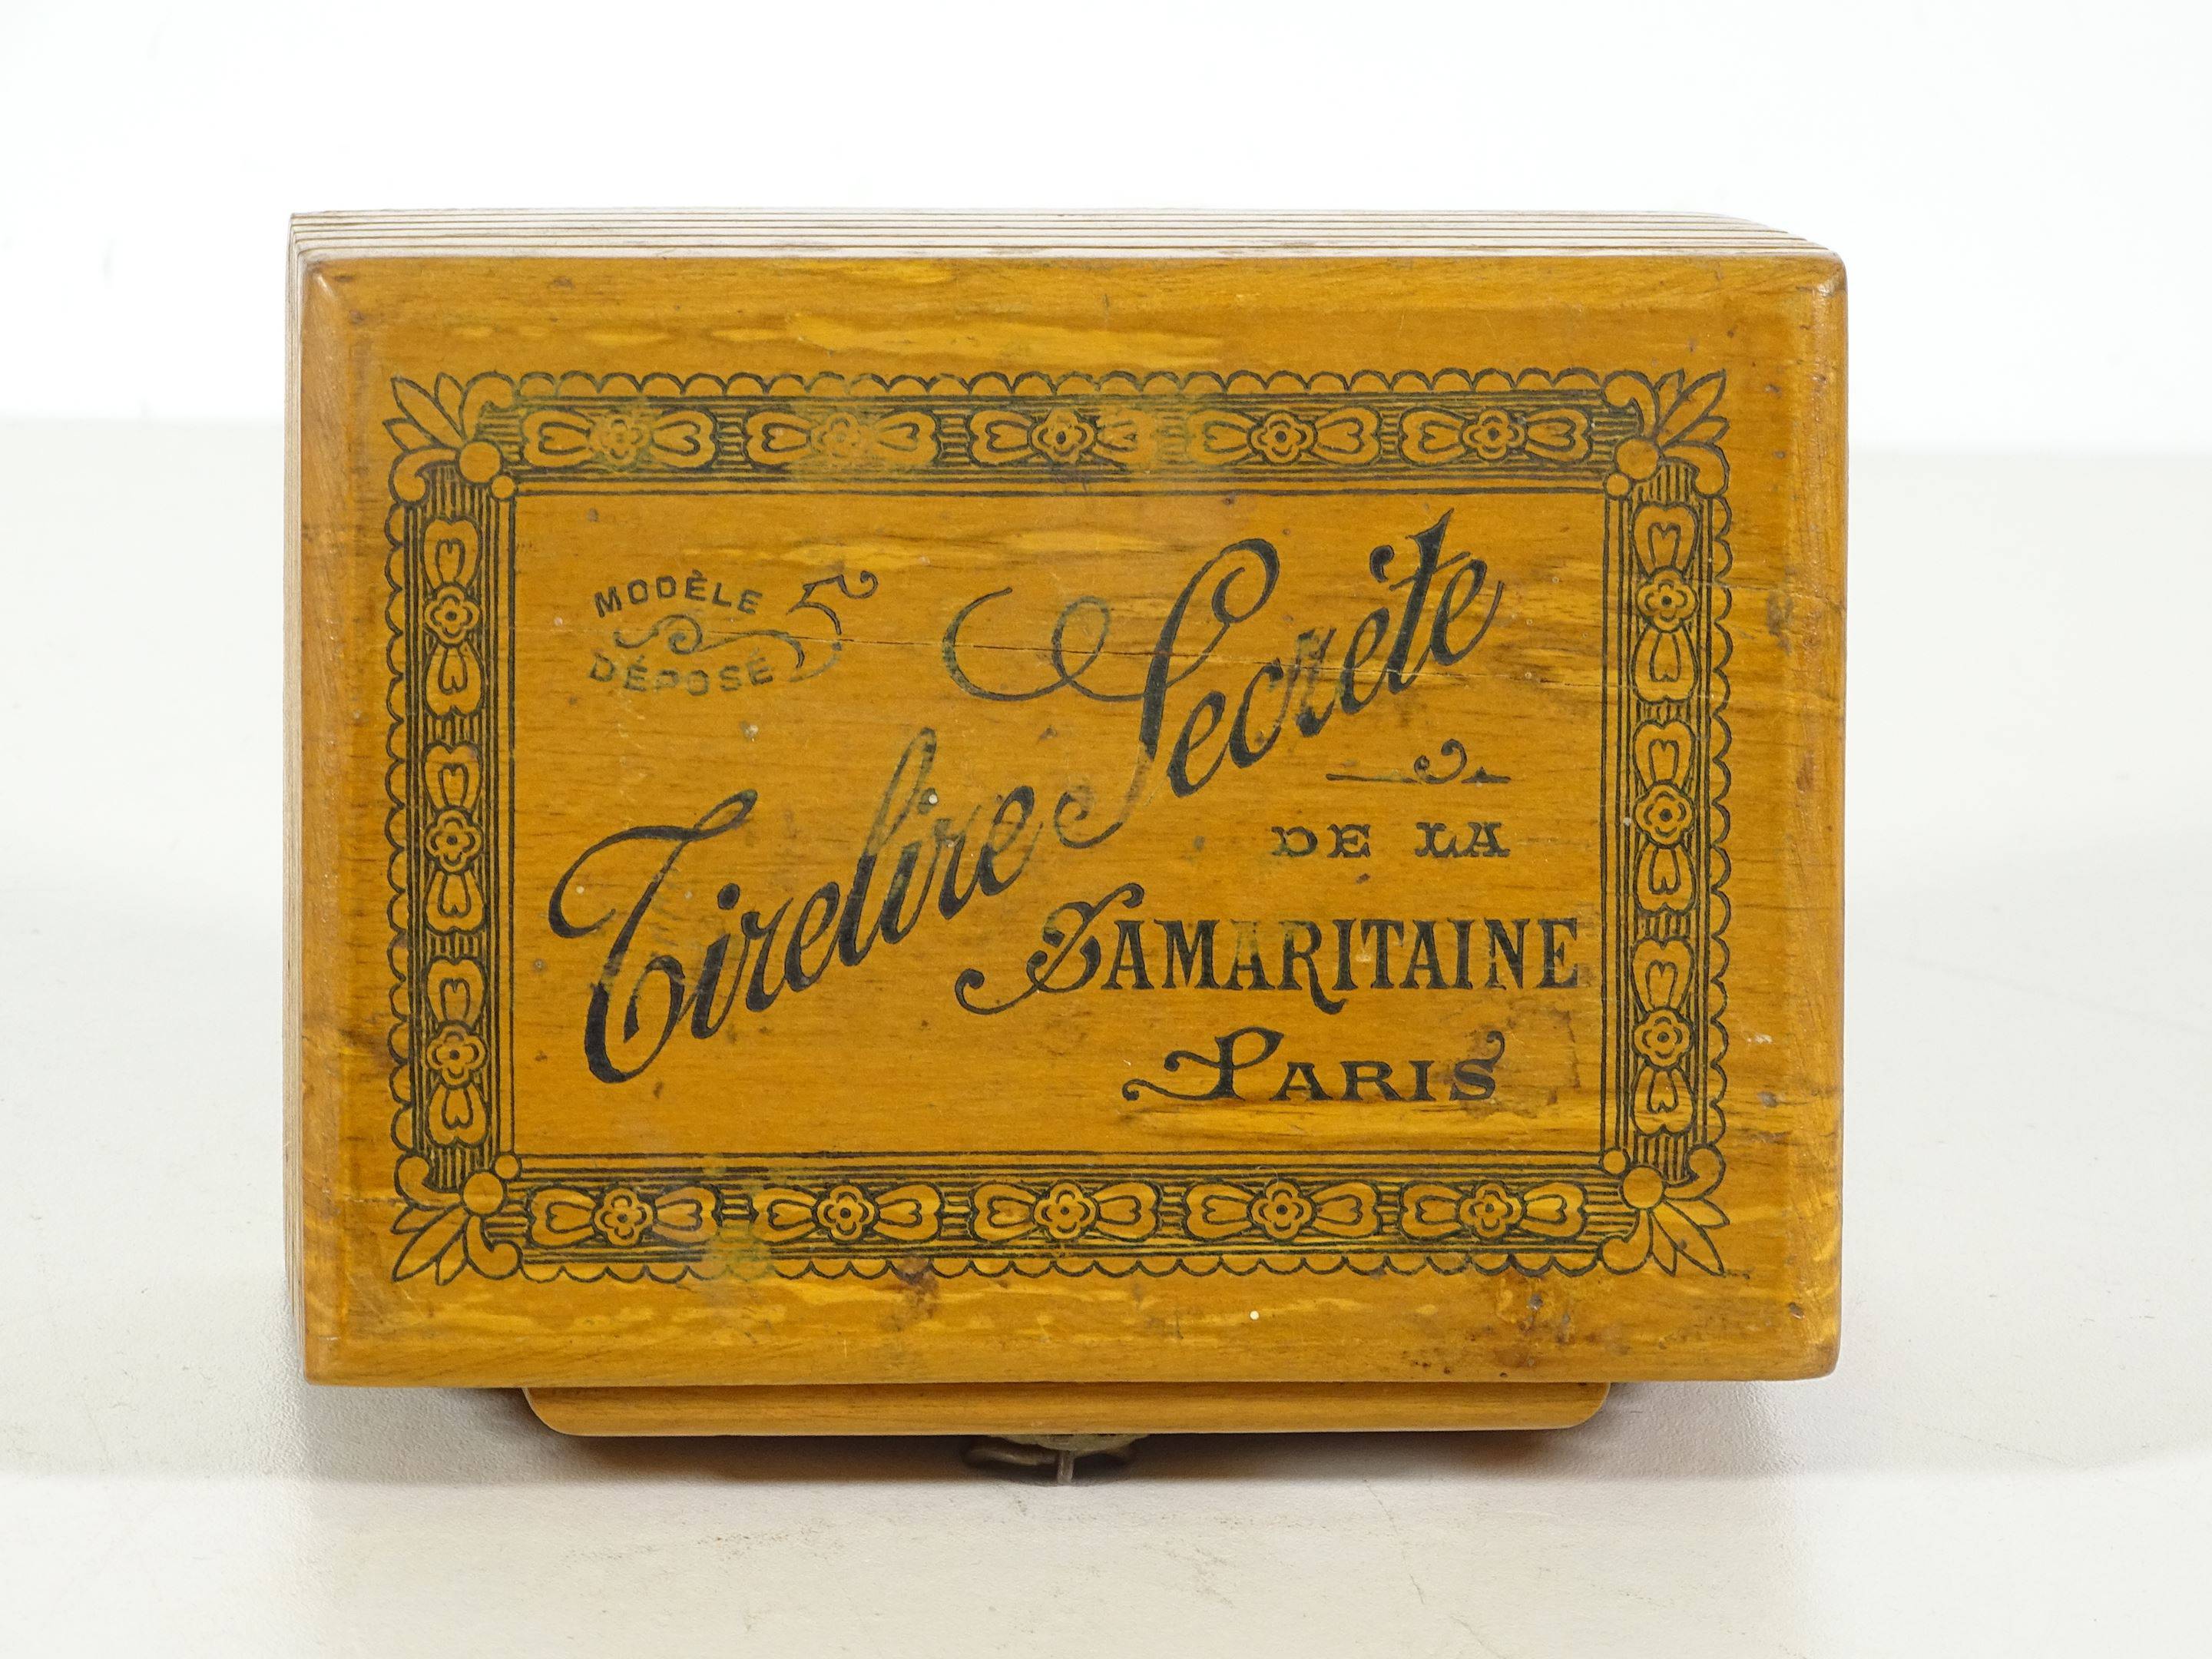 MODÈLE
DÉPOSÉ
Tirelire Secrète
DE LA
SAMARITAINE
PARIS